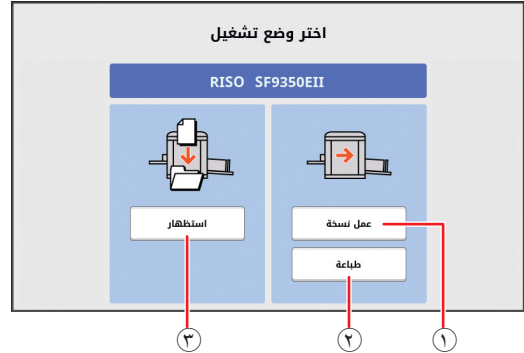 اختر وضع تشغيل
RISO SF9350EII
عمل نسخة
استظهار
طباعة
١
٢
٣